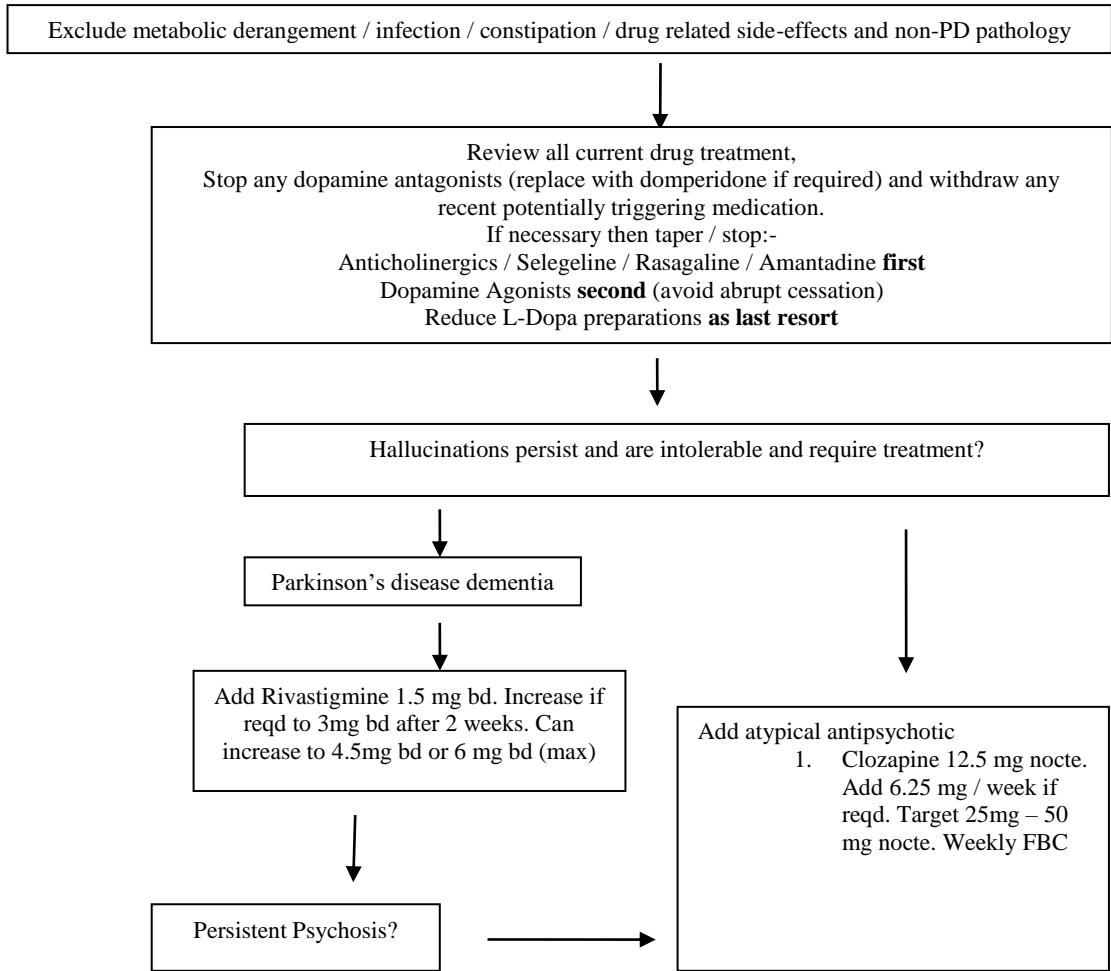 Exclude metabolic derangement / infection / constipation / drug related side-effects and non-PD pathology
Review all current drug treatment,
Stop any dopamine antagonists (replace with domperidone if required) and withdraw any
recent potentially triggering medication.
If necessary then taper / stop:-
Anticholinergics / Selegeline / Rasagaline / Amantadine first
Dopamine Agonists second (avoid abrupt cessation)
Reduce L-Dopa preparations as last resort
Hallucinations persist and are intolerable and require treatment?
Parkinson's disease dementia
Add Rivastigmine 1.5 mg bd. Increase if
reqd to 3mg bd after 2 weeks. Can
increase to 4.5mg bd or 6 mg bd (max)
Persistent Psychosis?
Add atypical antipsychotic
1. Clozapine 12.5 mg nocte.
Add 6.25 mg / week if
reqd. Target 25mg – 50
mg nocte. Weekly FBC